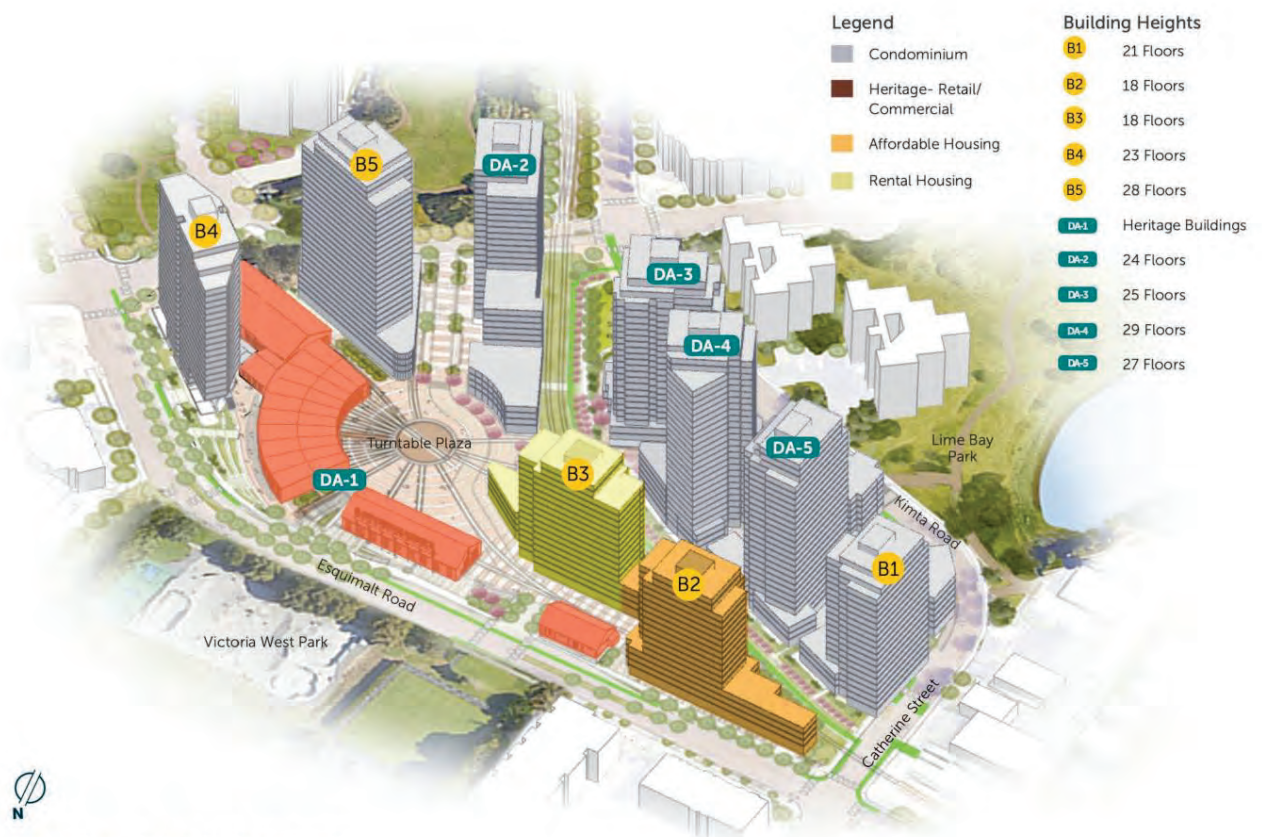 Legend
Condominium
Heritage- Retail/
Commercial
Affordable Housing
Rental Housing
Building Heights
B1 21 Floors
B2 18 Floors
B3 18 Floors
B4 23 Floors
B5 28 Floors
DA-1 Heritage Buildings
DA-2 24 Floors
DA-3 25 Floors
DA-4 29 Floors
DA-5 27 Floors
B5
DA-2
B4
DA-3
DA-4
Turntable Plaza
DA-5
Lime Bay
Park
B3
DA-1
Kimta Road
B1
B2
Esquimalt Road
Victoria West Park
Catherine Street
N